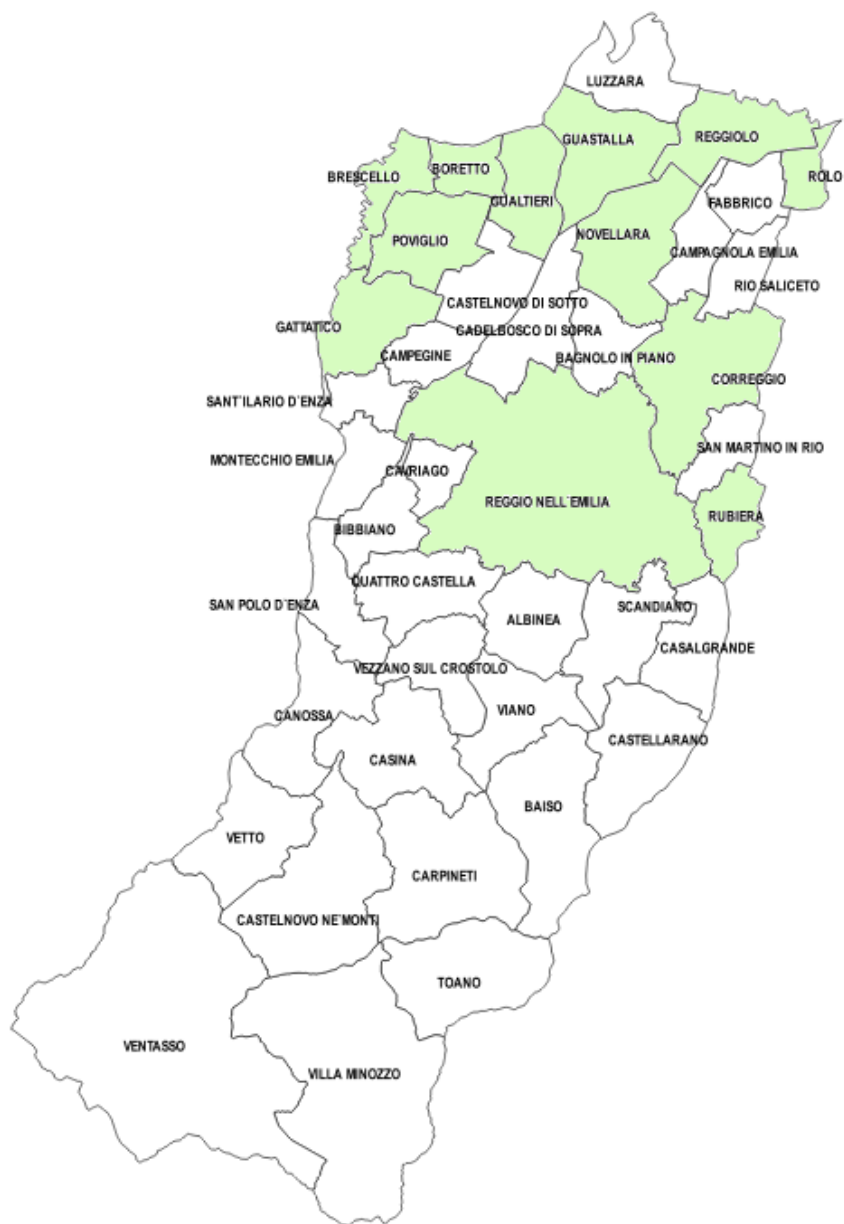 LUZZARA
GUASTALLA
REGGIOLO
BRESCELLO
BORETTO
ROLO
GUALTIERI
FABBRICO
POVIGLIO
NOVELLARA
CAMPAGNOLA EMILIA
RIO SALICETO
CASTELNOVO DI SOTTO
GATTATICO
CADELBOSCO DI SOPRA
CAMPEGINE
BAGNOLO IN PIANO
CORREGGIO
SANT`ILARIO D`ENZA
SAN MARTINO IN RIO
MONTECCHIO EMILIA
CAVRIAGO
REGGIO NELL`EMILIA
RUBIERA
BIBBIANO
QUATTRO CASTELLA
SAN POLO D`ENZA
SCANDIANO
ALBINEA
CASALGRANDE
VEZZANO SUL CROSTOLO
CANOSSA
VIANO
CASTELLARANO
CASINA
BAISO
VETTO
CARPINETI
CASTELNOVO NE`MONTI
TOANO
VENTASSO
VILLA MINOZZO